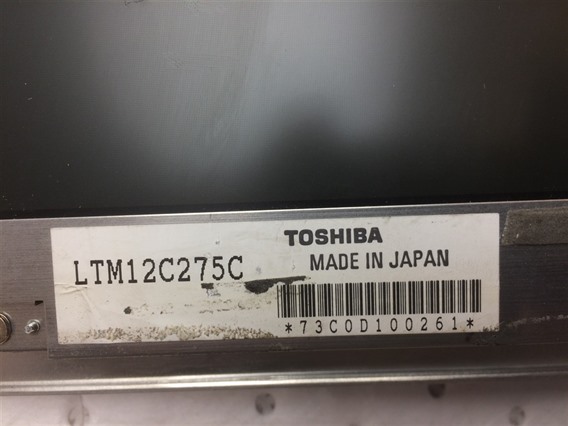 TOSHIBA
LTM12C275C
MADE IN JAPAN
*73C0D100261*